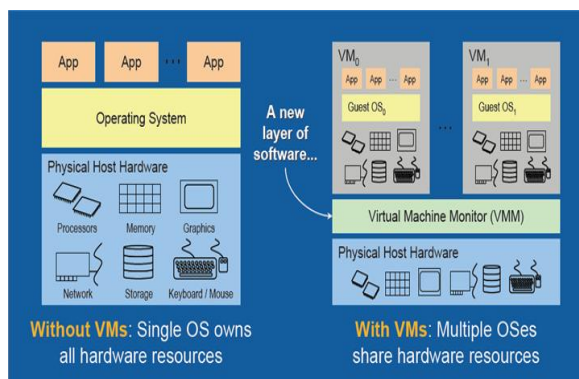 App App ... App
Operating System
Physical Host Hardware
Processors Memory Graphics
Network Storage Keyboard / Mouse
Without VMs: Single OS owns
all hardware resources
A new
layer of
software...
VM0
App App ... App
Guest OS0
...
VM1
App App ... App
Guest OS1
Virtual Machine Monitor (VMM)
Physical Host Hardware
With VMs: Multiple OSes
share hardware resources